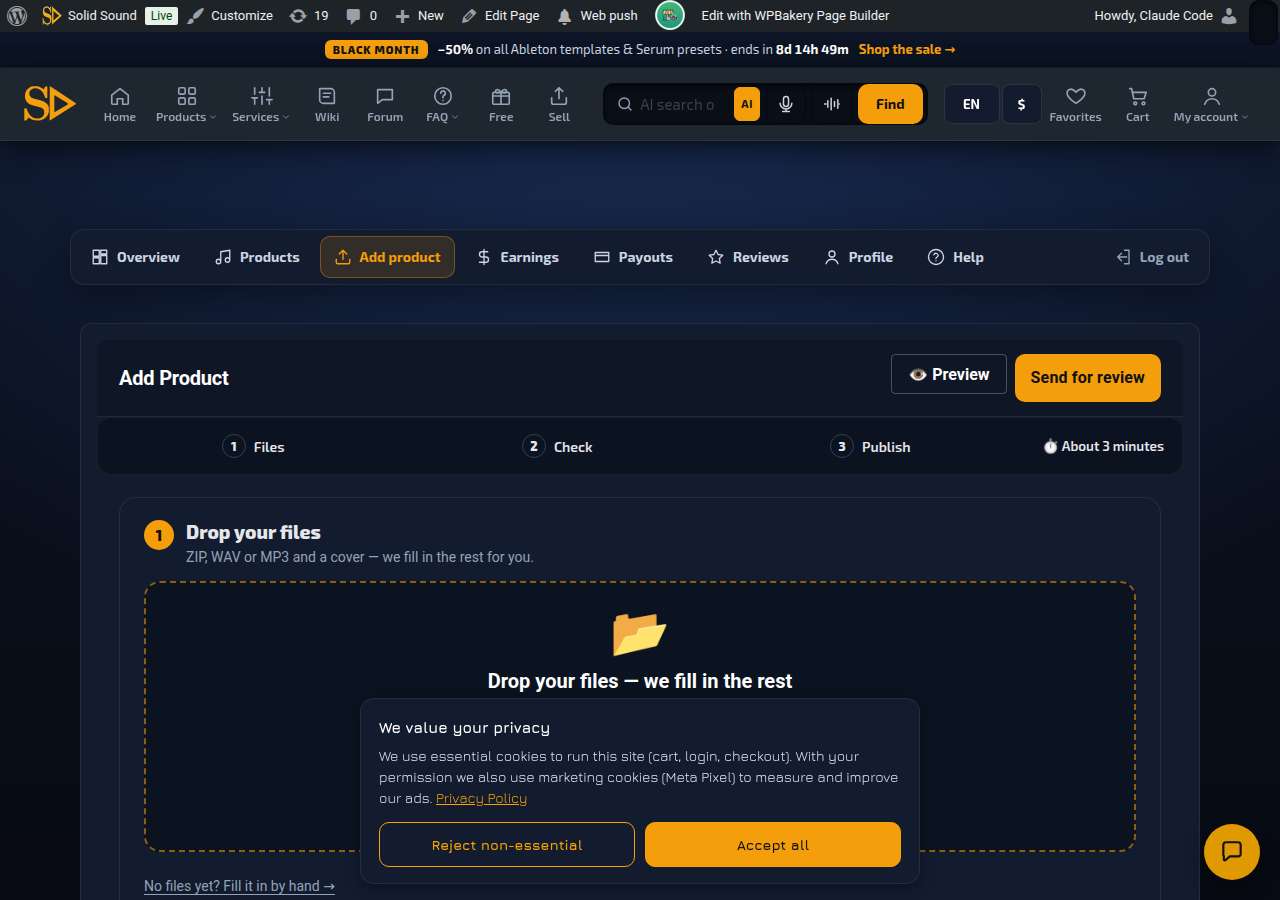 Solid Sound Live Customize 19 0 New Edit Page Web push Edit with WPBakery Page Builder Howdy, Claude Code
BLACK MONTH −50% on all Ableton templates & Serum presets · ends in 8d 14h 49m Shop the sale →
Home Products Services Wiki Forum FAQ Free Sell AI search o AI Find EN $ Favorites Cart My account
Overview Products Add product Earnings Payouts Reviews Profile Help Log out
Add Product Preview Send for review
1 Files 2 Check 3 Publish About 3 minutes
1 Drop your files
ZIP, WAV or MP3 and a cover — we fill in the rest for you.
Drop your files — we fill in the rest
We value your privacy
We use essential cookies to run this site (cart, login, checkout). With your
permission we also use marketing cookies (Meta Pixel) to measure and improve
our ads. Privacy Policy
Reject non-essential Accept all
No files yet? Fill it in by hand →